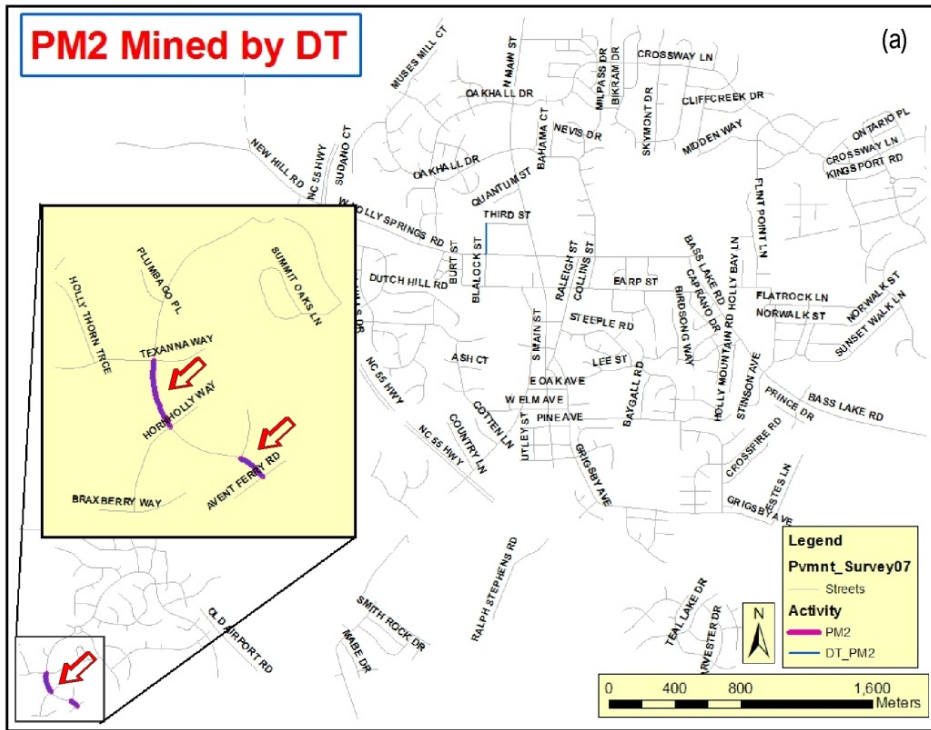 PM2 Mined by DT
(a)
MUSES MILL CT
N MAIN ST
MILPASS DR
BIKRAM DR
CROSSWAY LN
OAKHALL DR
CLIFFCREEK DR
SKYMONT DR
NEVIS DR
BAHAMA CT
MIDDEN WAY
ONTARIO PL
CROSSWAY LN
KINGSPORT RD
NEW HILL RD
NC 55 HWY
SUDANO CT
OAKHALL DR
QUANTUM ST
FLINT POINT LN
THIRD ST
W HOLLY SPRINGS RD
BURT ST
BLALOCK ST
RALEIGH ST
COLLINS ST
BASS LAKE RD
CAPRANO DR
HOLLY BAY LN
DUTCH HILL RD
EARP ST
BIRDSONG WAY
FLATROCK LN
NORWALK ST
NORWALK ST
SUNSET WALK LN
STEEPLE RD
S MAIN ST
HOLLY MOUNTAIN RD
NC 55 HWY
ASH CT
LEE ST
BAYGALL RD
STINSON AVE
E OAK AVE
W ELM AVE
PINE AVE
UTLEY ST
PRINCE DR
BASS LAKE RD
COTTEN LN
COUNTRY LN
NC 55 HWY
CROSSFIRE RD
GRIGSBY AVE
ESTES LN
GRIGSBY AVE
PLUMBAGO PL
SUMMIT OAKS LN
HOLLY THORN TRCE
TEXANNA WAY
HORNHOLLY WAY
AVENT FERRY RD
BRAXBERRY WAY
OLD AIRPORT RD
SMITH ROCK DR
MABE DR
RALPH STEPHENS RD
TEAL LAKE DR
ARVESTER DR
Legend
Pvmnt_Survey07
Streets
Activity
PM2
DT_PM2
N
0 400 800 1,600
Meters